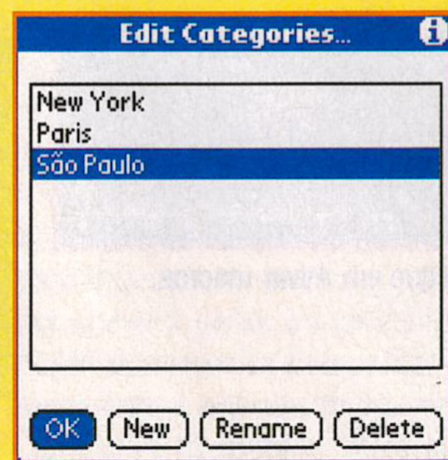 Edit Categories...
New York
Paris
São Paulo
OK New Rename Delete